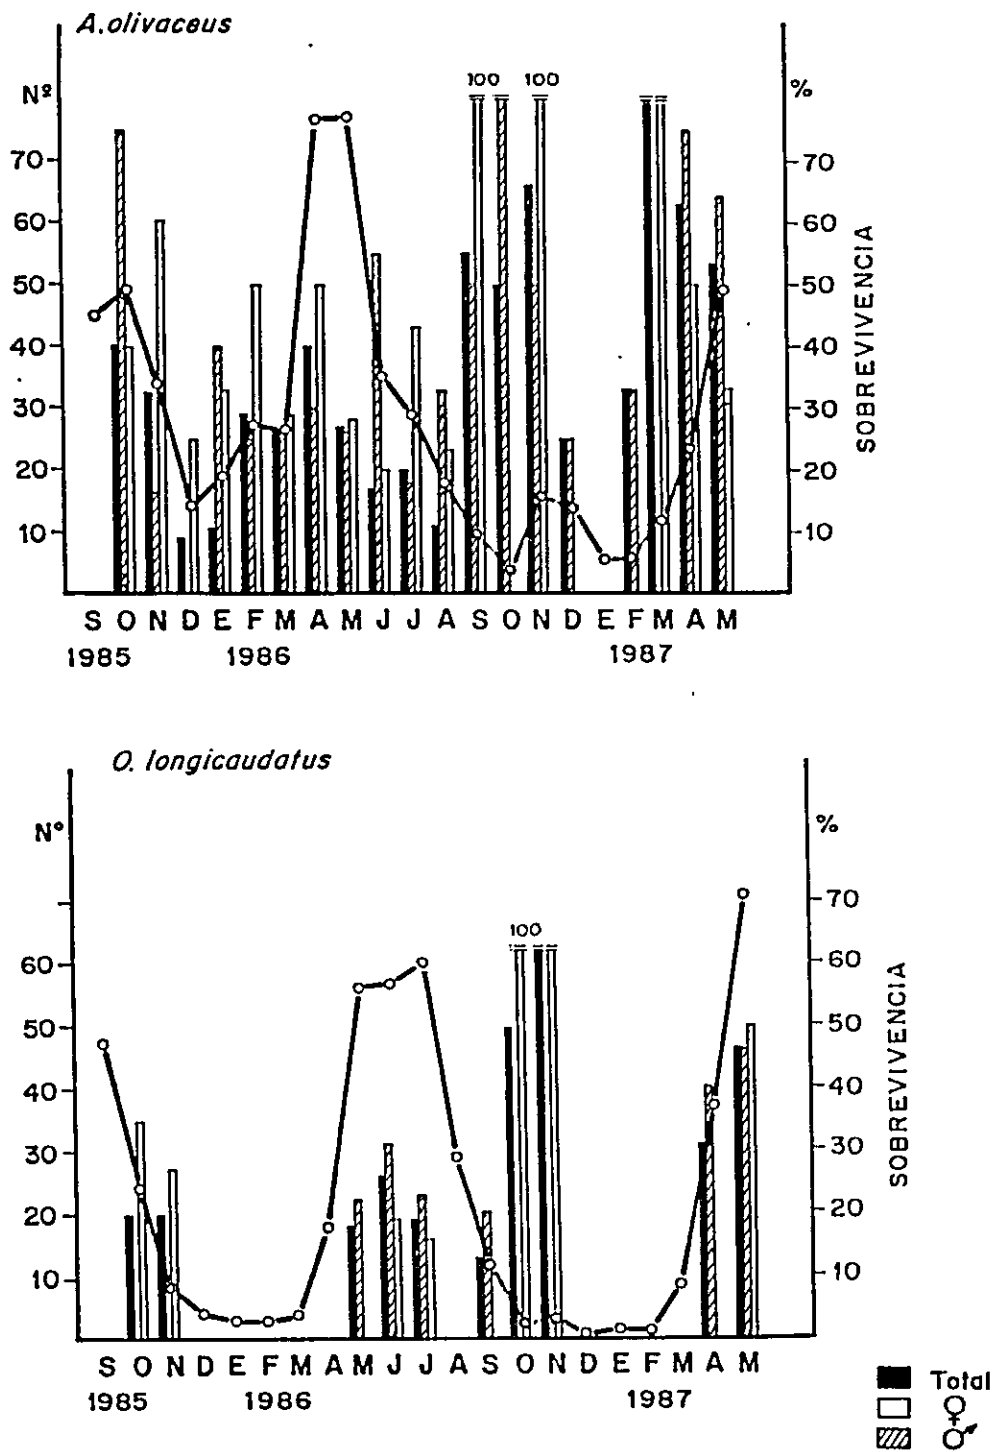 A. olivaceus
Nº %
100 100
70 70
60 60
50 50
40 40
30 30
20 20
10 10
SOBREVIVENCIA
S O N D E F M A M J J A S O N D E F M A M
1985 1986 1987
O. longicaudatus
N° %
70
100
60 60
50 50
40 40
30 30
20 20
10 10
SOBREVIVENCIA
S O N D E F M A M J J A S O N D E F M A M
1985 1986 1987
Total
♀
♂